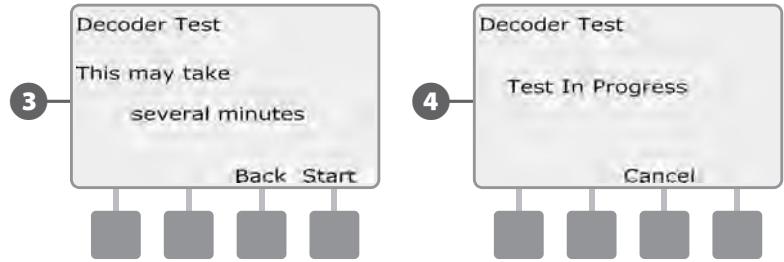 3
Decoder Test
This may take
several minutes
Back Start
4
Decoder Test
Test In Progress
Cancel